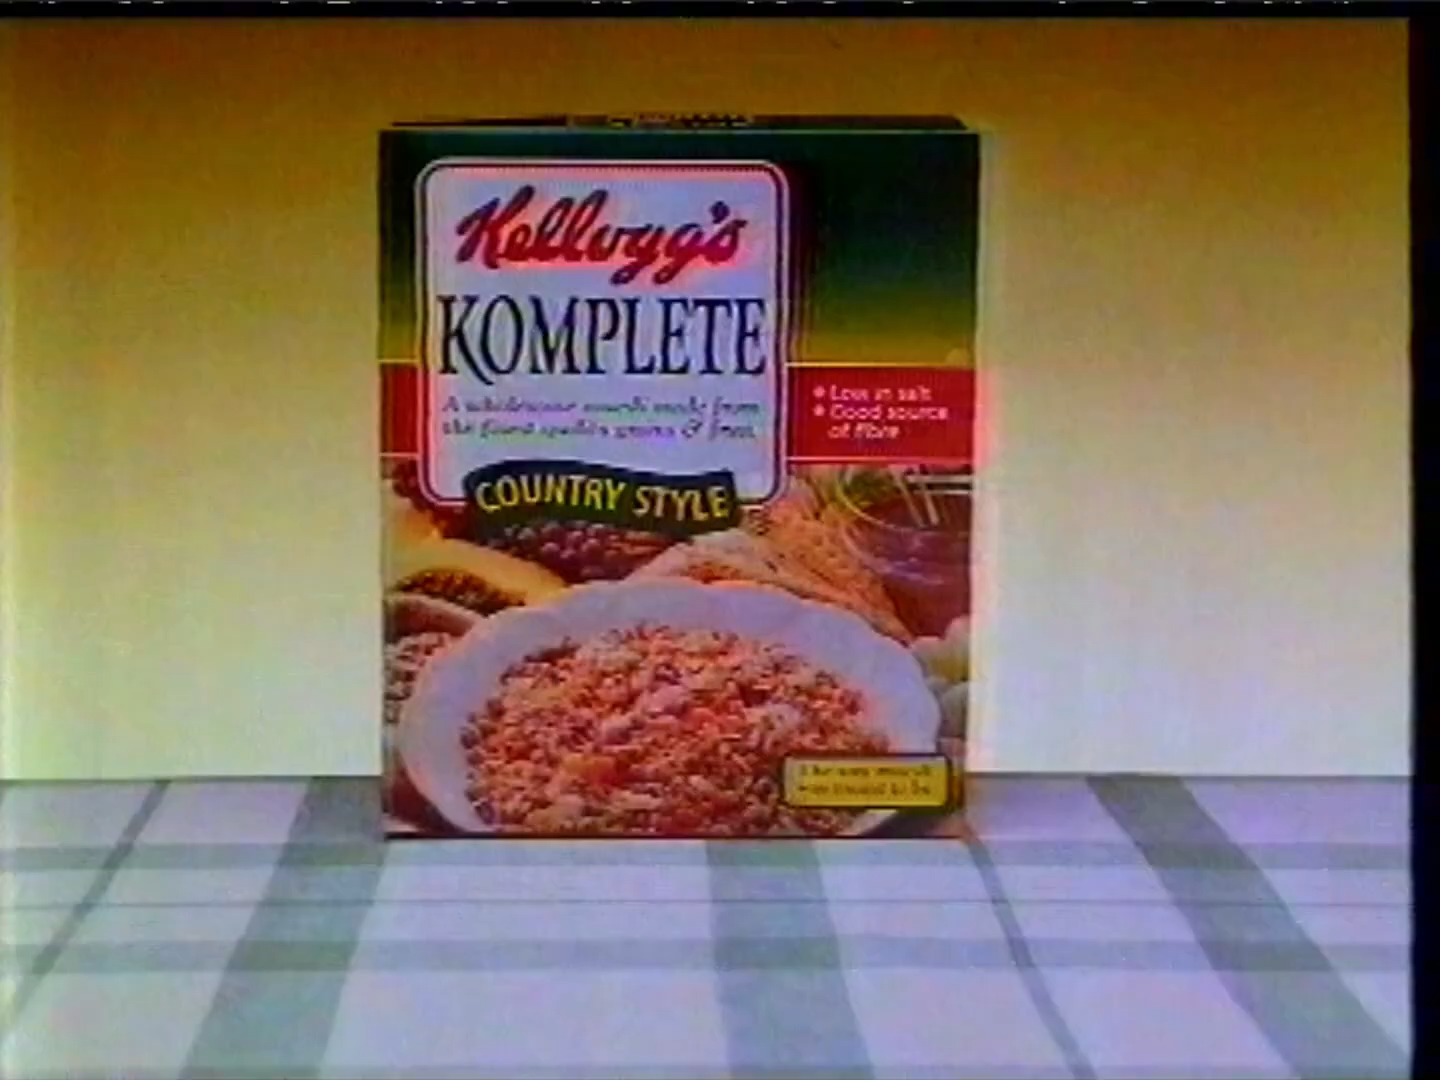 Kellogg's
KOMPLETE
A wholesome muesli made from
the finest quality grains & fruit.
COUNTRY STYLE
• Low in salt
• Good source
of fibre